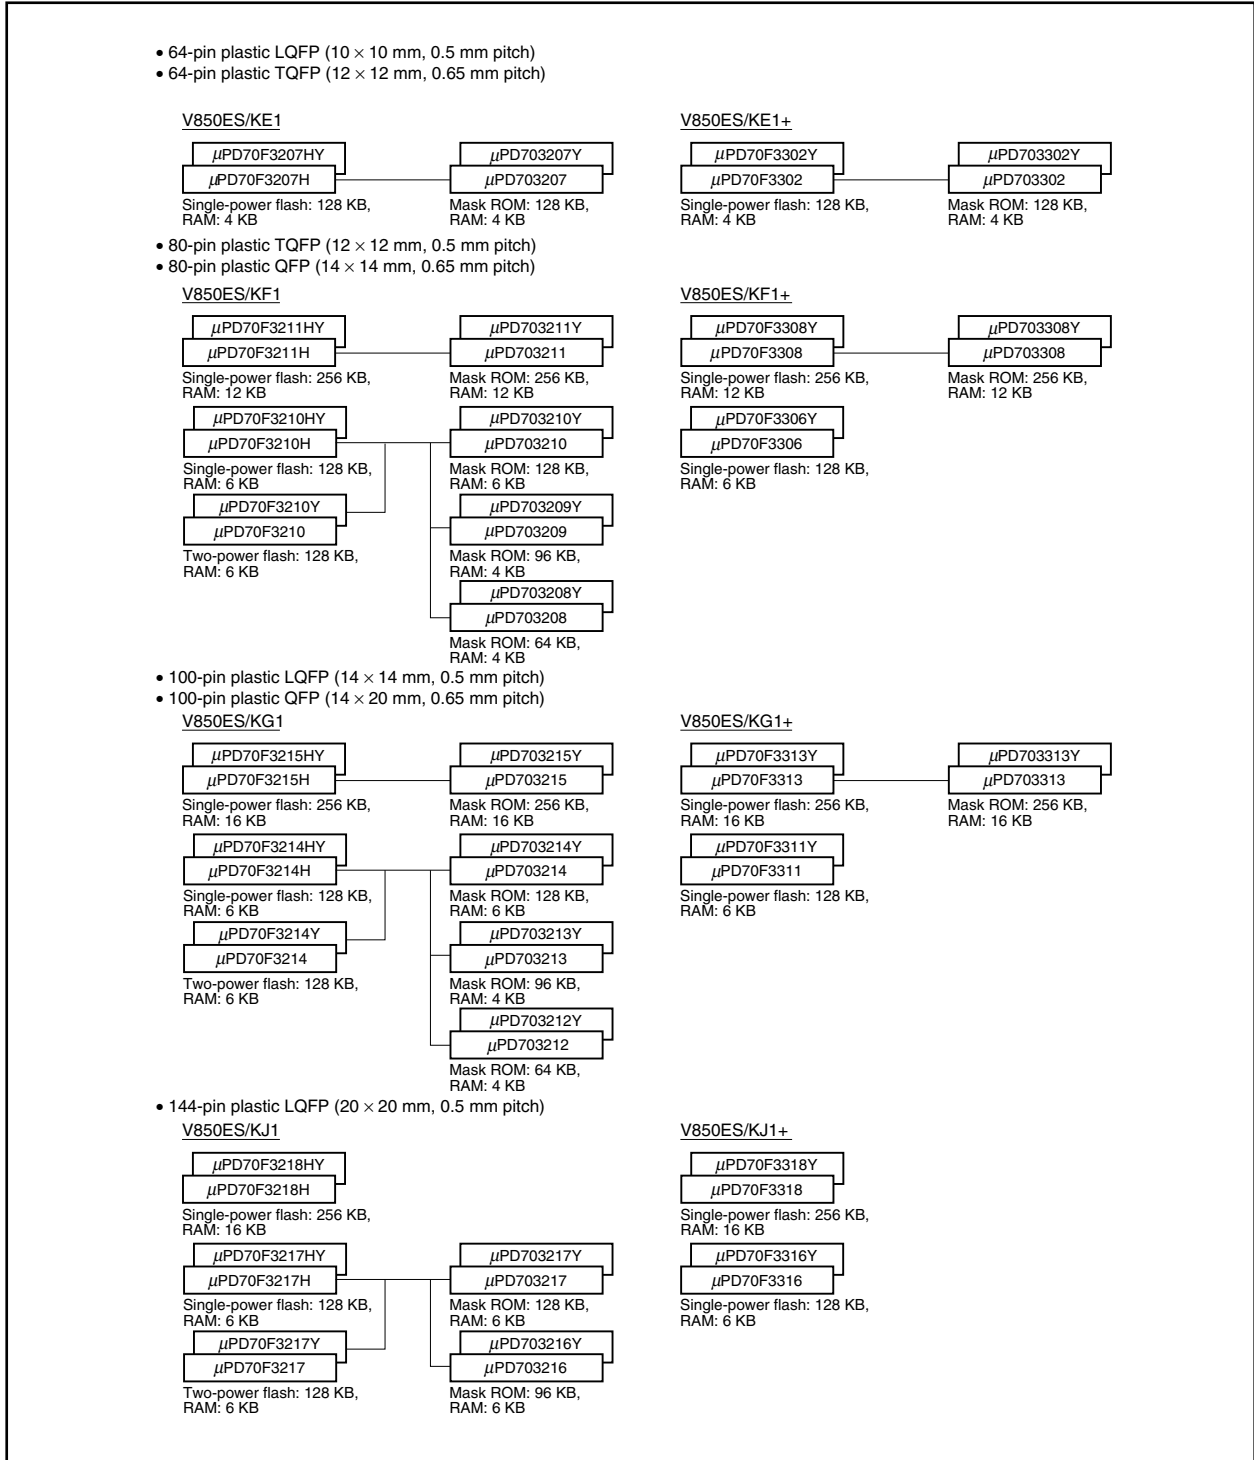 • 64-pin plastic LQFP (10 × 10 mm, 0.5 mm pitch)
• 64-pin plastic TQFP (12 × 12 mm, 0.65 mm pitch)
V850ES/KE1
μPD70F3207HY
μPD70F3207H
Single-power flash: 128 KB,
RAM: 4 KB
μPD703207Y
μPD703207
Mask ROM: 128 KB,
RAM: 4 KB
V850ES/KE1+
μPD70F3302Y
μPD70F3302
Single-power flash: 128 KB,
RAM: 4 KB
μPD703302Y
μPD703302
Mask ROM: 128 KB,
RAM: 4 KB
• 80-pin plastic TQFP (12 × 12 mm, 0.5 mm pitch)
• 80-pin plastic QFP (14 × 14 mm, 0.65 mm pitch)
V850ES/KF1
μPD70F3211HY
μPD70F3211H
Single-power flash: 256 KB,
RAM: 12 KB
μPD703211Y
μPD703211
Mask ROM: 256 KB,
RAM: 12 KB
μPD70F3210HY
μPD70F3210H
Single-power flash: 128 KB,
RAM: 6 KB
μPD703210Y
μPD703210
Mask ROM: 128 KB,
RAM: 6 KB
μPD70F3210Y
μPD70F3210
Two-power flash: 128 KB,
RAM: 6 KB
μPD703209Y
μPD703209
Mask ROM: 96 KB,
RAM: 4 KB
μPD703208Y
μPD703208
Mask ROM: 64 KB,
RAM: 4 KB
V850ES/KF1+
μPD70F3308Y
μPD70F3308
Single-power flash: 256 KB,
RAM: 12 KB
μPD703308Y
μPD703308
Mask ROM: 256 KB,
RAM: 12 KB
μPD70F3306Y
μPD70F3306
Single-power flash: 128 KB,
RAM: 6 KB
• 100-pin plastic LQFP (14 × 14 mm, 0.5 mm pitch)
• 100-pin plastic QFP (14 × 20 mm, 0.65 mm pitch)
V850ES/KG1
μPD70F3215HY
μPD70F3215H
Single-power flash: 256 KB,
RAM: 16 KB
μPD703215Y
μPD703215
Mask ROM: 256 KB,
RAM: 16 KB
μPD70F3214HY
μPD70F3214H
Single-power flash: 128 KB,
RAM: 6 KB
μPD703214Y
μPD703214
Mask ROM: 128 KB,
RAM: 6 KB
μPD70F3214Y
μPD70F3214
Two-power flash: 128 KB,
RAM: 6 KB
μPD703213Y
μPD703213
Mask ROM: 96 KB,
RAM: 4 KB
μPD703212Y
μPD703212
Mask ROM: 64 KB,
RAM: 4 KB
V850ES/KG1+
μPD70F3313Y
μPD70F3313
Single-power flash: 256 KB,
RAM: 16 KB
μPD703313Y
μPD703313
Mask ROM: 256 KB,
RAM: 16 KB
μPD70F3311Y
μPD70F3311
Single-power flash: 128 KB,
RAM: 6 KB
• 144-pin plastic LQFP (20 × 20 mm, 0.5 mm pitch)
V850ES/KJ1
μPD70F3218HY
μPD70F3218H
Single-power flash: 256 KB,
RAM: 16 KB
μPD70F3217HY
μPD70F3217H
Single-power flash: 128 KB,
RAM: 6 KB
μPD703217Y
μPD703217
Mask ROM: 128 KB,
RAM: 6 KB
μPD70F3217Y
μPD70F3217
Two-power flash: 128 KB,
RAM: 6 KB
μPD703216Y
μPD703216
Mask ROM: 96 KB,
RAM: 6 KB
V850ES/KJ1+
μPD70F3318Y
μPD70F3318
Single-power flash: 256 KB,
RAM: 16 KB
μPD70F3316Y
μPD70F3316
Single-power flash: 128 KB,
RAM: 6 KB